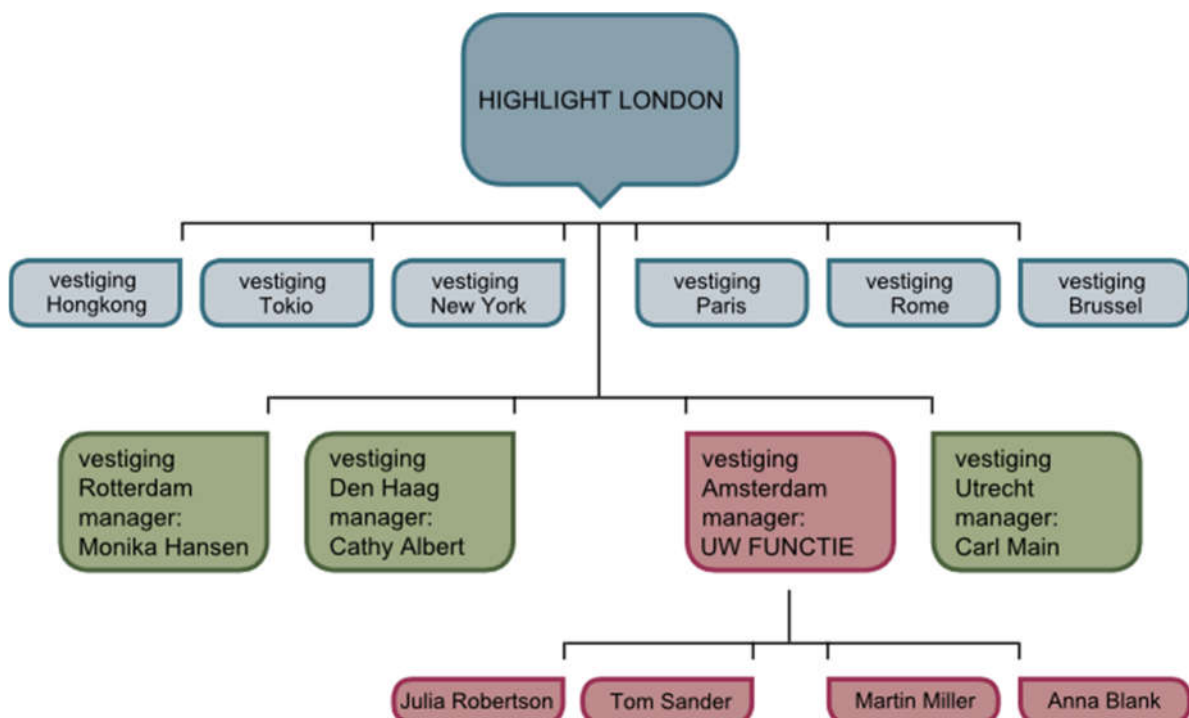 HIGHLIGHT LONDON
vestiging
Hongkong
vestiging
Tokio
vestiging
New York
vestiging
Paris
vestiging
Rome
vestiging
Brussel
vestiging
Rotterdam
manager:
Monika Hansen
vestiging
Den Haag
manager:
Cathy Albert
vestiging
Amsterdam
manager:
UW FUNCTIE
vestiging
Utrecht
manager:
Carl Main
Julia Robertson
Tom Sander
Martin Miller
Anna Blank